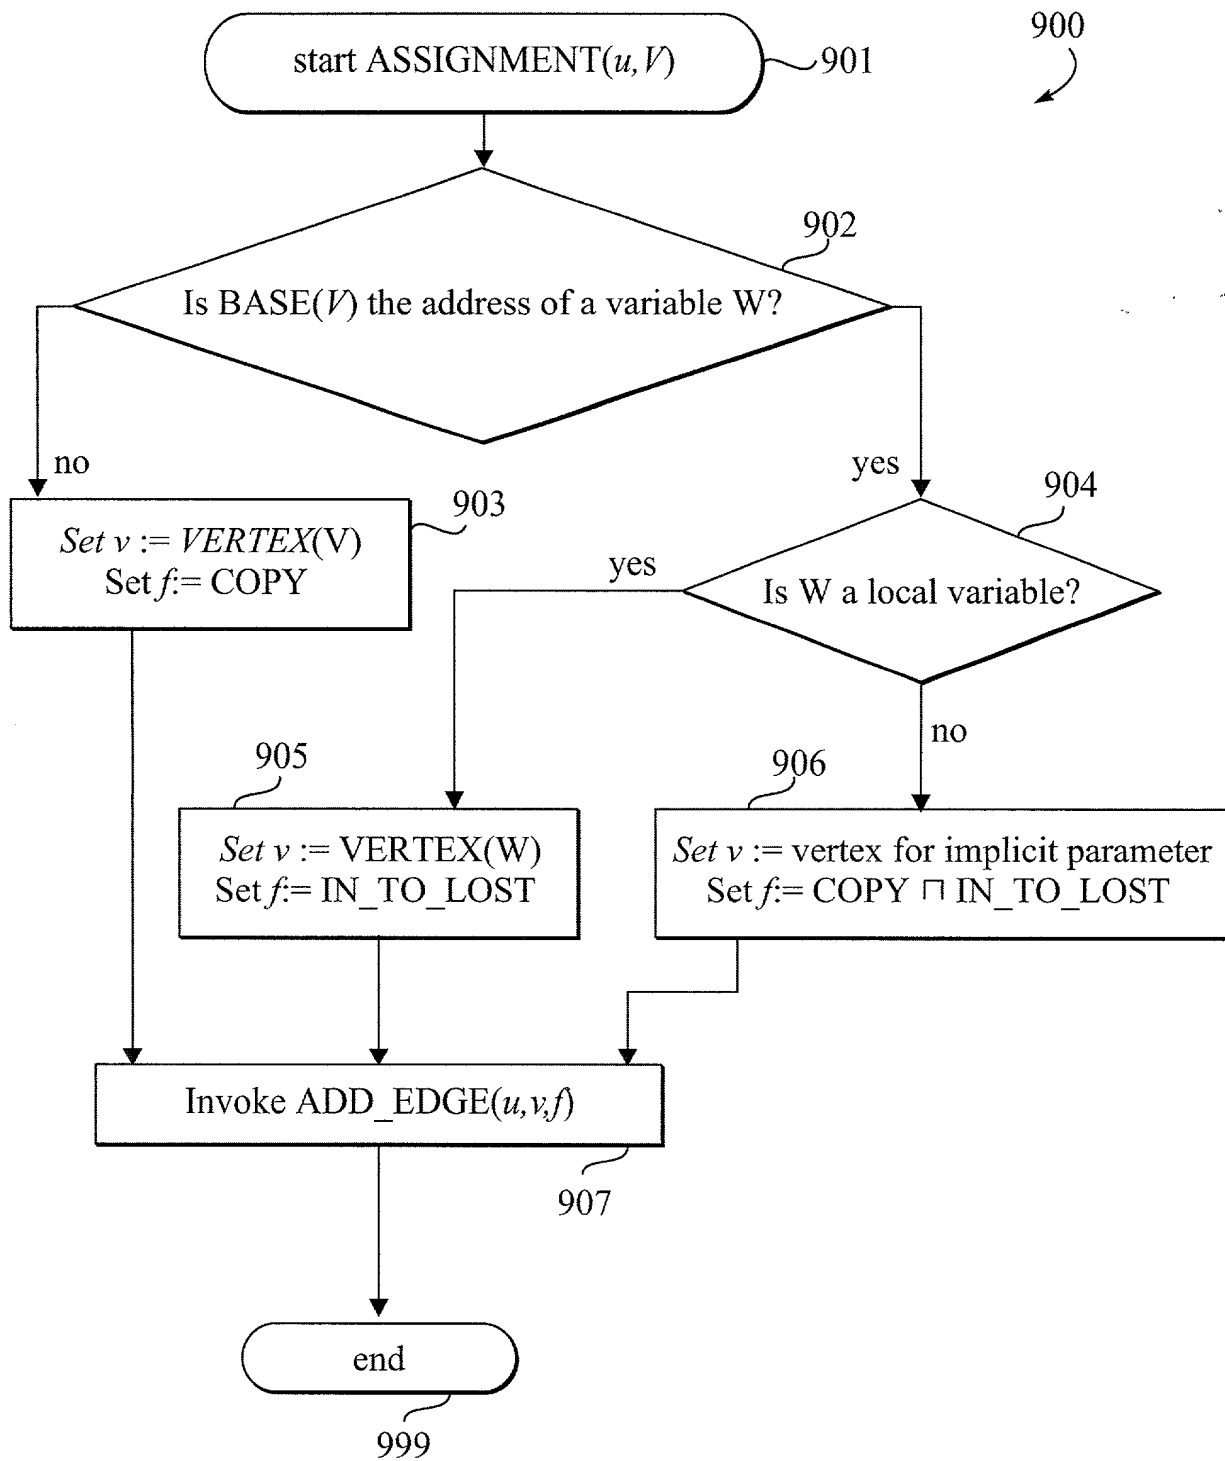 900
start ASSIGNMENT(u,V)
901
902
Is BASE(V) the address of a variable W?
no
yes
903
904
Set v := VERTEX(V)
Set f:= COPY
yes
Is W a local variable?
no
905
906
Set v := VERTEX(W)
Set f:= IN_TO_LOST
Set v := vertex for implicit parameter
Set f:= COPY ⊓ IN_TO_LOST
Invoke ADD_EDGE(u,v,f)
907
end
999